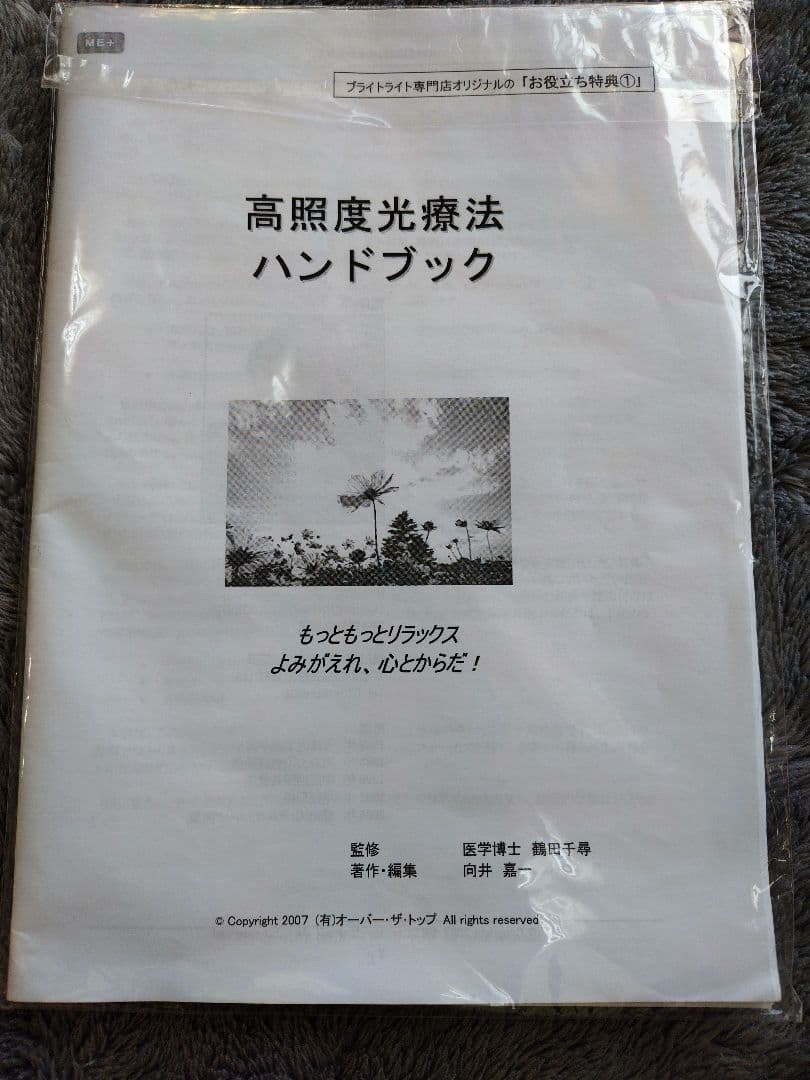 ME+
ブライトライト専門店オリジナルの「お役立ち特典①」
高照度光療法
ハンドブック
もっともっとリラックス
よみがえれ、心とからだ！
監修 医学博士 鶴田千尋
著作・編集 向井 嘉一
© Copyright 2007 (有)オーバー・ザ・トップ All rights reserved